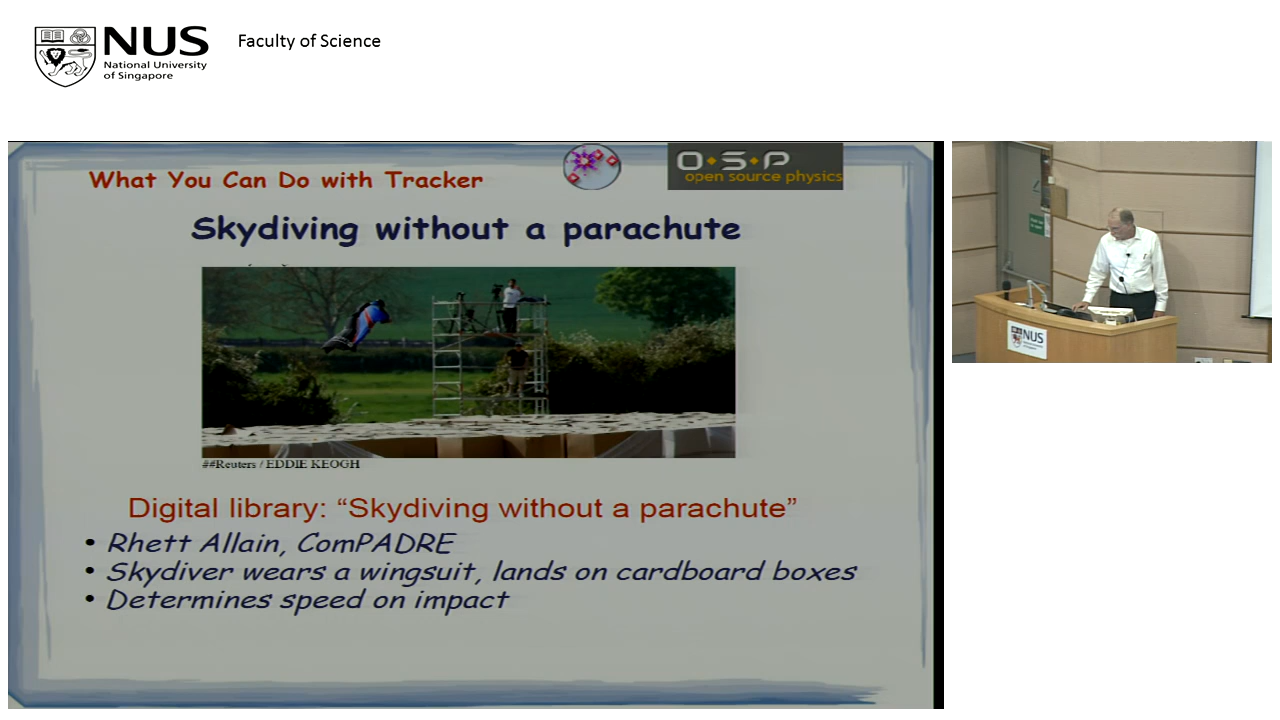 NUS
National University
of Singapore
Faculty of Science
What You Can Do with Tracker
O•S•P
open source physics
Skydiving without a parachute
##Reuters / EDDIE KEOGH
Digital library: “Skydiving without a parachute”
• Rhett Allain, ComPADRE
• Skydiver wears a wingsuit, lands on cardboard boxes
• Determines speed on impact
NUS